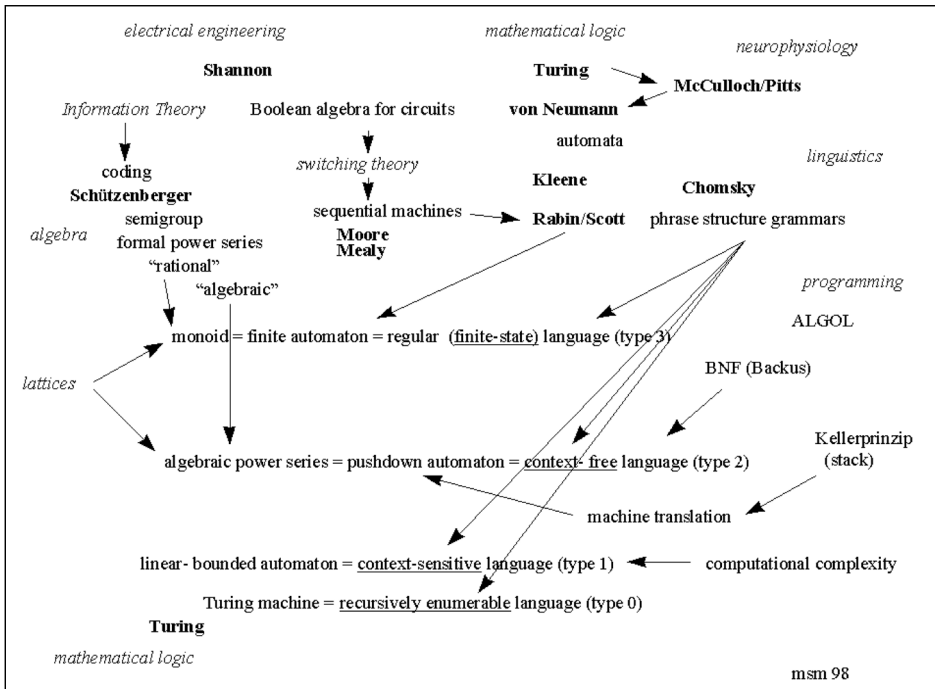 electrical engineering
mathematical logic
neurophysiology
Shannon
Turing
McCulloch/Pitts
Information Theory
Boolean algebra for circuits
von Neumann
automata
linguistics
switching theory
coding
Schützenberger
Kleene
Chomsky
semigroup
sequential machines
Rabin/Scott
phrase structure grammars
algebra
formal power series
Moore
Mealy
“rational”
“algebraic”
programming
ALGOL
monoid = finite automaton = regular (finite-state) language (type 3)
BNF (Backus)
lattices
Kellerprinzip
(stack)
algebraic power series = pushdown automaton = context- free language (type 2)
machine translation
linear- bounded automaton = context-sensitive language (type 1)
computational complexity
Turing machine = recursively enumerable language (type 0)
Turing
mathematical logic
msm 98